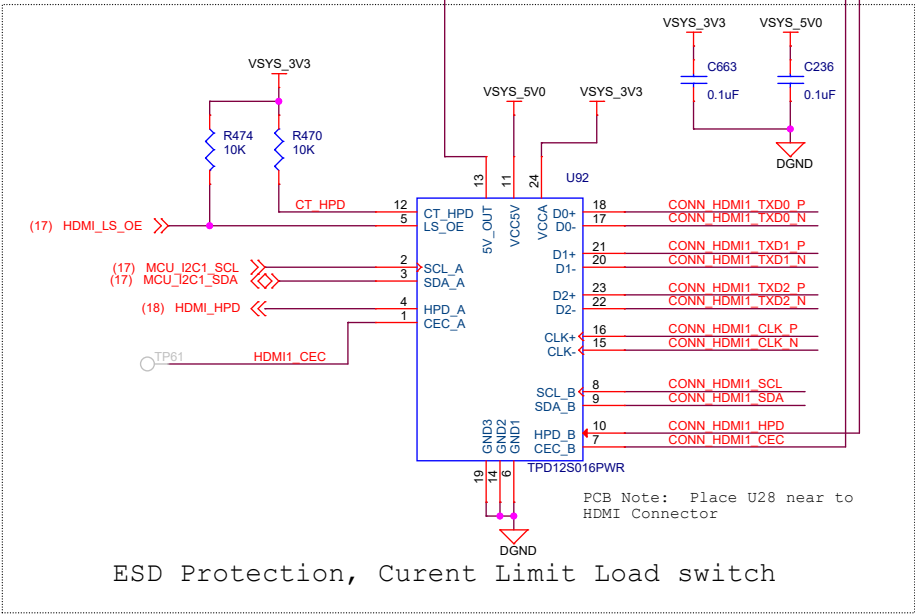 VSYS_3V3
VSYS_5V0
C663
0.1uF
C236
0.1uF
DGND
VSYS_3V3
R474
10K
R470
10K
VSYS_5V0
VSYS_3V3
13
11
24
U92
5V_OUT
VCC5V
VCCA
CT_HPD
12
CT_HPD
(17) HDMI_LS_OE
5
LS_OE
(17) MCU_I2C1_SCL
2
SCL_A
(17) MCU_I2C1_SDA
3
SDA_A
(18) HDMI_HPD
4
HPD_A
1
CEC_A
TP61
HDMI1_CEC
D0+
18
CONN_HDMI1_TXD0_P
D0-
17
CONN_HDMI1_TXD0_N
D1+
21
CONN_HDMI1_TXD1_P
D1-
20
CONN_HDMI1_TXD1_N
D2+
23
CONN_HDMI1_TXD2_P
D2-
22
CONN_HDMI1_TXD2_N
CLK+
16
CONN_HDMI1_CLK_P
CLK-
15
CONN_HDMI1_CLK_N
SCL_B
8
CONN_HDMI1_SCL
SDA_B
9
CONN_HDMI1_SDA
HPD_B
10
CONN_HDMI1_HPD
CEC_B
7
CONN_HDMI1_CEC
GND3
GND2
GND1
19
14
6
TPD12S016PWR
DGND
PCB Note: Place U28 near to
HDMI Connector
ESD Protection, Curent Limit Load switch